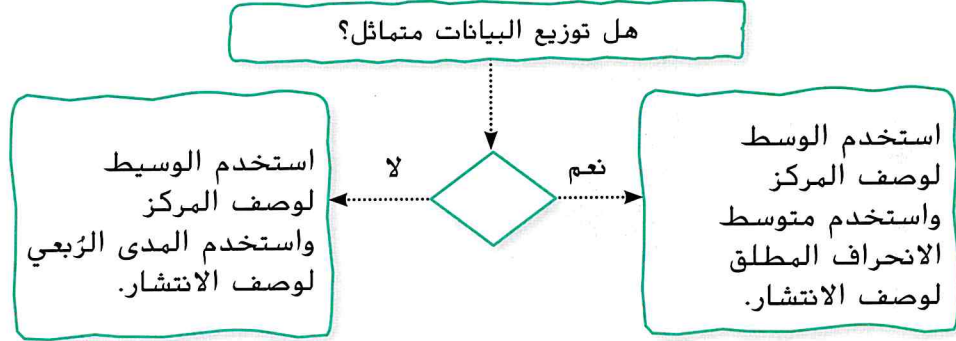 هل توزيع البيانات متماثل؟
نعم
استخدم الوسط
لوصف المركز
واستخدم متوسط
الانحراف المطلق
لوصف الانتشار.
لا
استخدم الوسيط
لوصف المركز
واستخدم المدى الرُبعي
لوصف الانتشار.